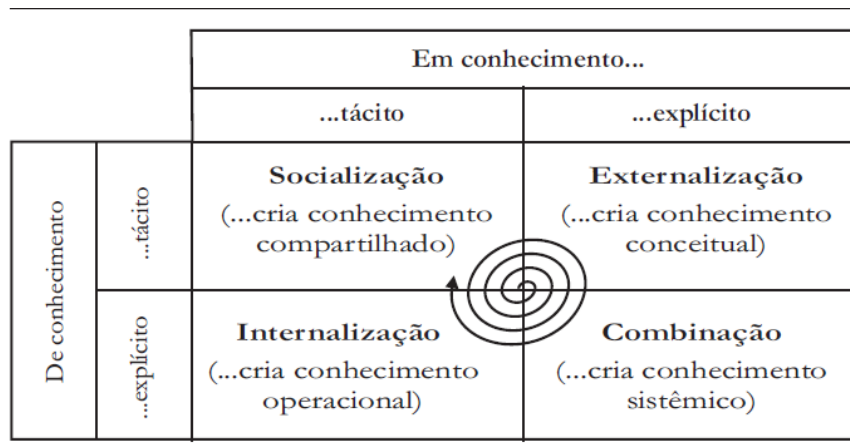 Em conhecimento...
...tácito
...explícito
De conhecimento
...tácito
Socialização
(...cria conhecimento
compartilhado)
Externalização
(...cria conhecimento
conceitual)
...explícito
Internalização
(...cria conhecimento
operacional)
Combinação
(...cria conhecimento
sistêmico)